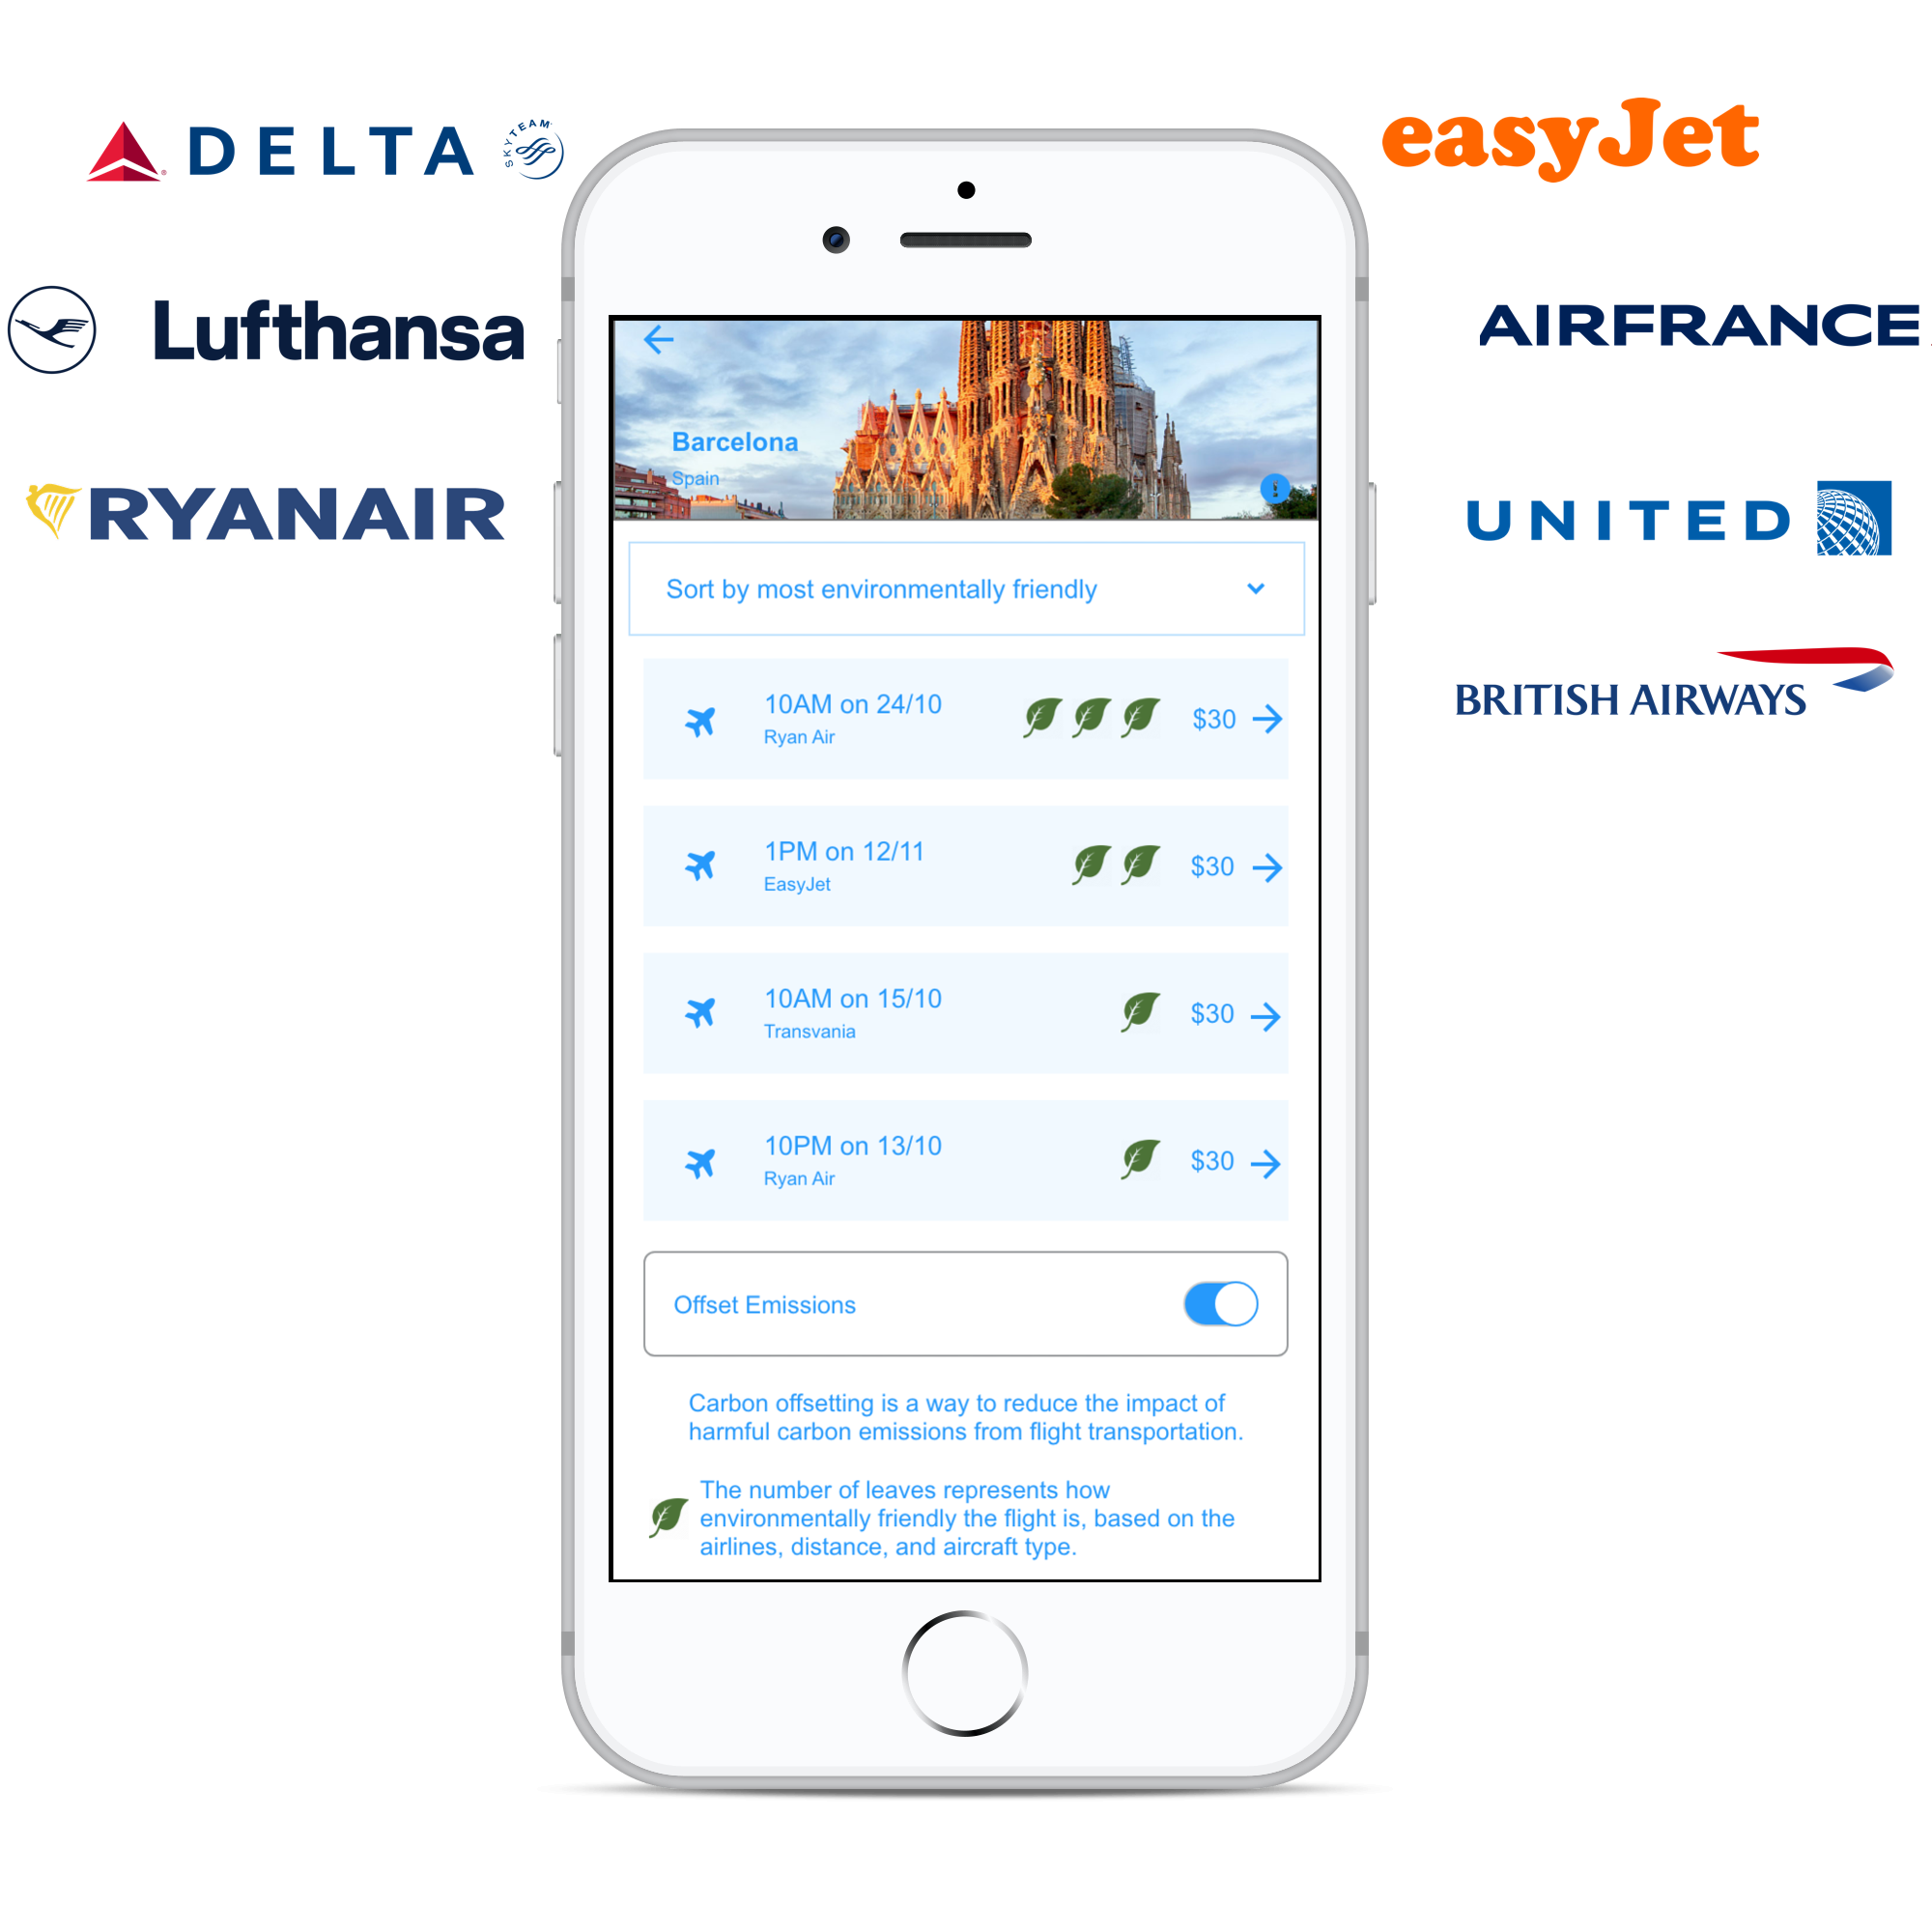 DELTA
SKYTEAM
Lufthansa
RYANAIR
easyJet
AIRFRANCE
UNITED
BRITISH AIRWAYS
Barcelona
Spain
Sort by most environmentally friendly
10AM on 24/10
Ryan Air
$30
1PM on 12/11
EasyJet
$30
10AM on 15/10
Transvania
$30
10PM on 13/10
Ryan Air
$30
Offset Emissions
Carbon offsetting is a way to reduce the impact of
harmful carbon emissions from flight transportation.
The number of leaves represents how
environmentally friendly the flight is, based on the
airlines, distance, and aircraft type.